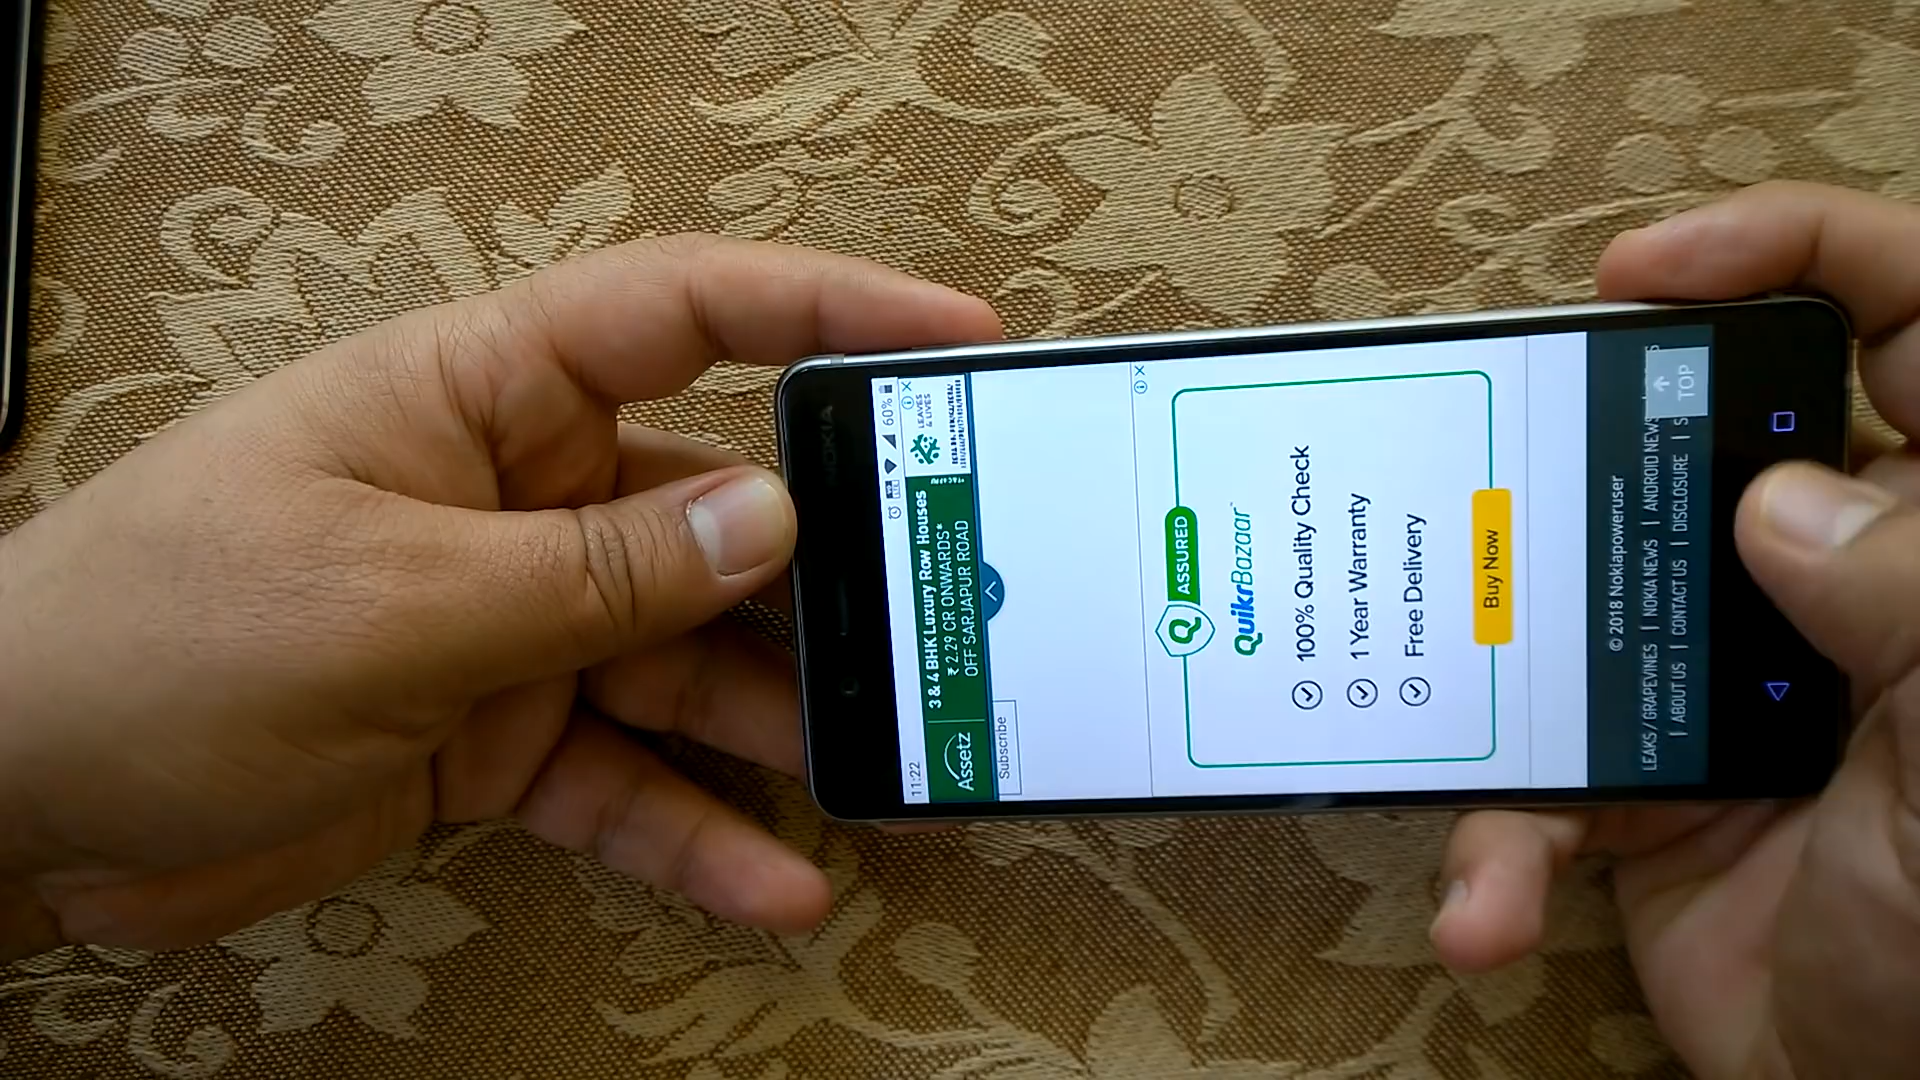 NOKIA
11:22
60%
Assetz
3 & 4 BHK Luxury Row Houses
₹ 2.29 CR ONWARDS*
OFF SARJAPUR ROAD
LEAVES
& LIVES
Subscribe
Q ASSURED
QuikrBazaar
100% Quality Check
1 Year Warranty
Free Delivery
Buy Now
© 2018 Nokiapoweruser
LEAKS / GRAPEVINES | NOKIA NEWS | ANDROID NEWS
| ABOUT US | CONTACT US | DISCLOSURE | S
TOP